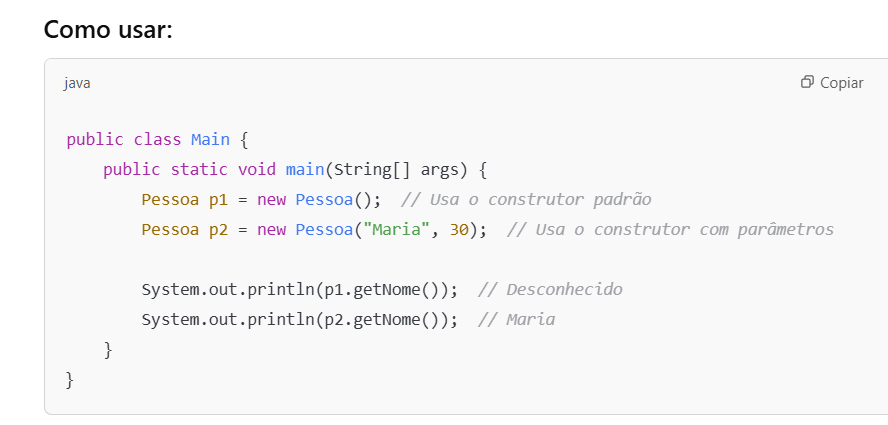 Como usar:
java
Copiar
public class Main {
    public static void main(String[] args) {
        Pessoa p1 = new Pessoa();  // Usa o construtor padrão
        Pessoa p2 = new Pessoa("Maria", 30);  // Usa o construtor com parâmetros
        System.out.println(p1.getNome());  // Desconhecido
        System.out.println(p2.getNome());  // Maria
    }
}